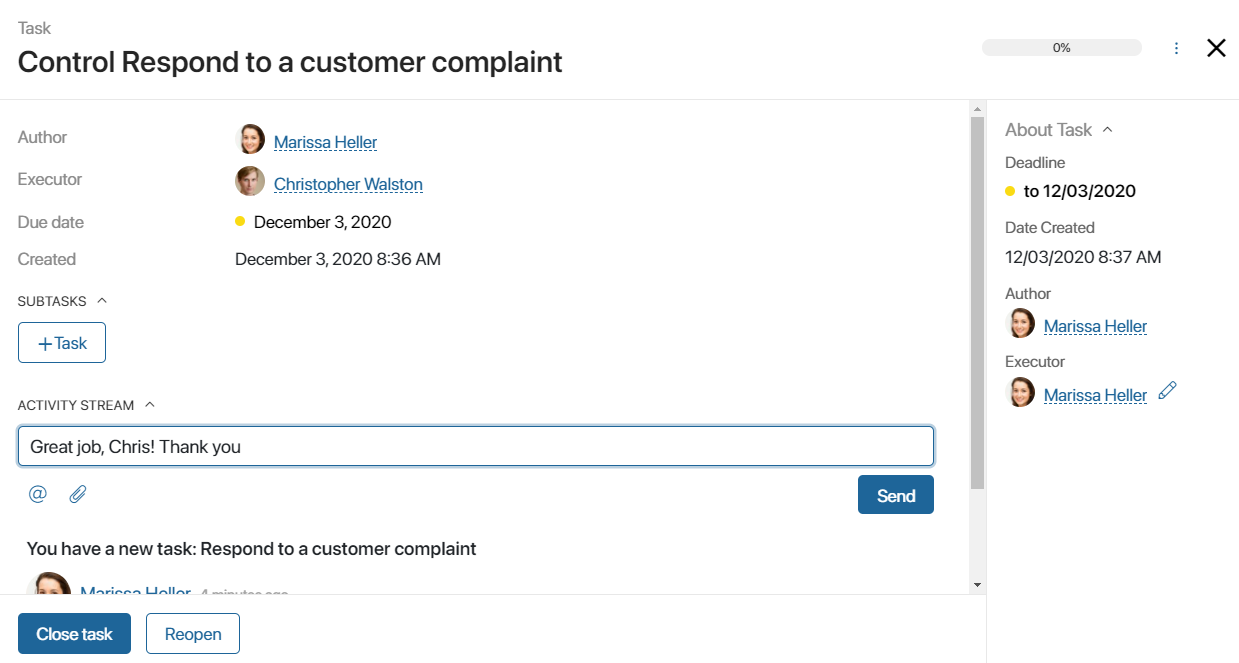 Task
Control Respond to a customer complaint
0%
Author
Marissa Heller
Executor
Christopher Walston
Due date
December 3, 2020
Created
December 3, 2020 8:36 AM
SUBTASKS
+Task
ACTIVITY STREAM
Great job, Chris! Thank you
@
Send
You have a new task: Respond to a customer complaint
Marissa Heller 4 minutes ago
Close task
Reopen
About Task
Deadline
to 12/03/2020
Date Created
12/03/2020 8:37 AM
Author
Marissa Heller
Executor
Marissa Heller